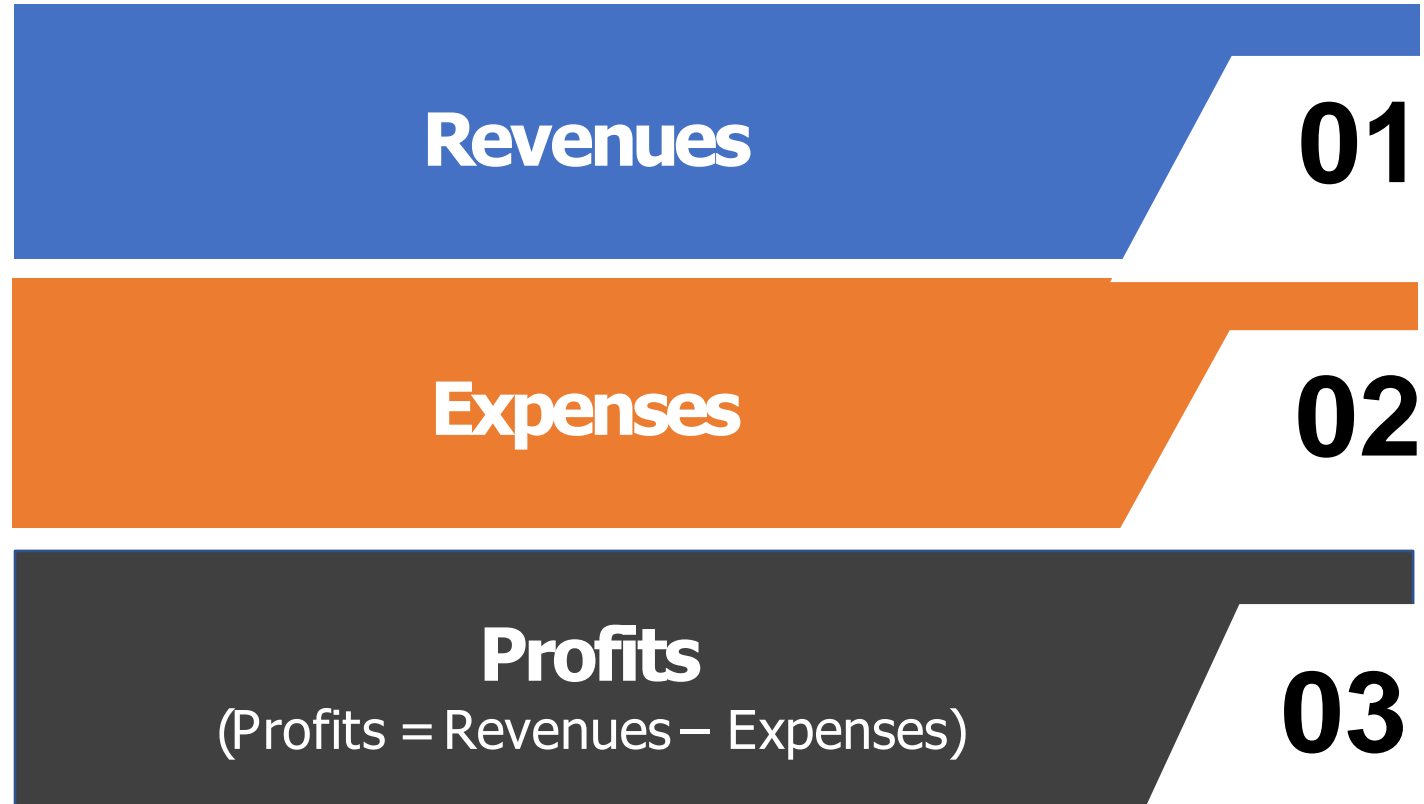 Revenues
01
Expenses
02
Profits
(Profits = Revenues – Expenses)
03